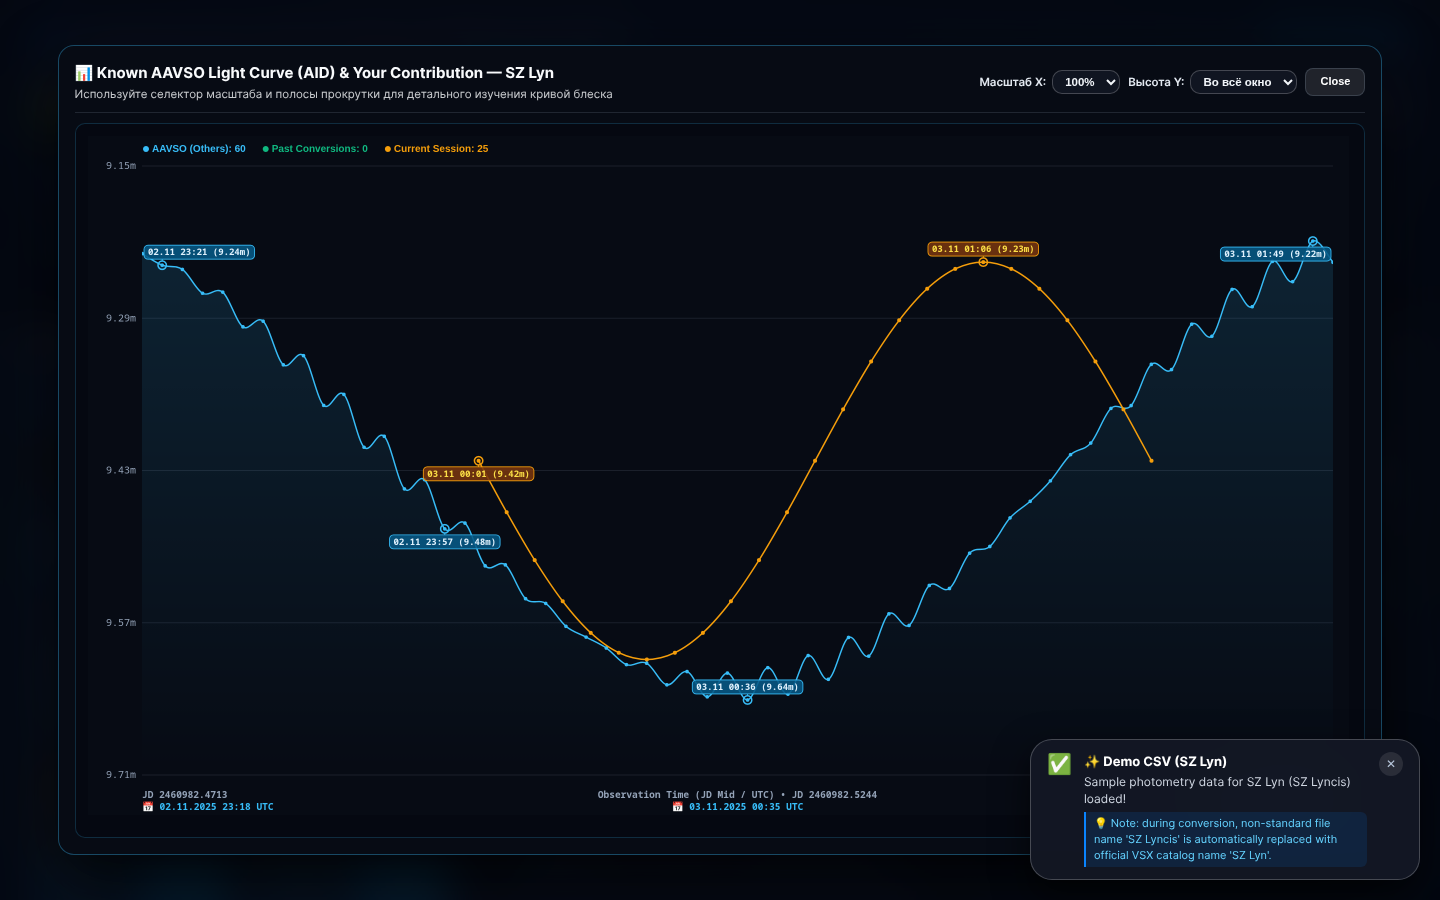 📊 Known AAVSO Light Curve (AID) & Your Contribution — SZ Lyn
Используйте селектор масштаба и полосы прокрутки для детального изучения кривой блеска
Масштаб X: 100% Высота Y: Во всё окно Close
AAVSO (Others): 60 Past Conversions: 0 Current Session: 25
9.15m
9.29m
9.43m
9.57m
9.71m
02.11 23:21 (9.24m)
03.11 01:06 (9.23m)
03.11 01:49 (9.22m)
03.11 00:01 (9.42m)
02.11 23:57 (9.48m)
03.11 00:36 (9.64m)
JD 2460982.4713
📅 02.11.2025 23:18 UTC
Observation Time (JD Mid / UTC) • JD 2460982.5244
📅 03.11.2025 00:35 UTC
✅ ✨ Demo CSV (SZ Lyn) ✕
Sample photometry data for SZ Lyn (SZ Lyncis)
loaded!
💡 Note: during conversion, non-standard file
name 'SZ Lyncis' is automatically replaced with
official VSX catalog name 'SZ Lyn'.